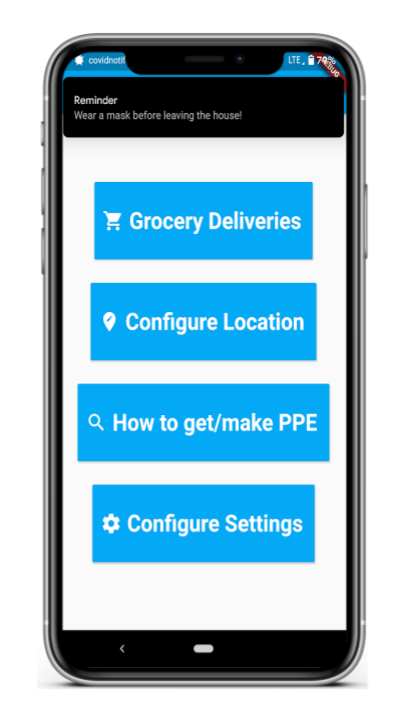 covidnotif
LTE 79%
Reminder
Wear a mask before leaving the house!
Grocery Deliveries
Configure Location
How to get/make PPE
Configure Settings